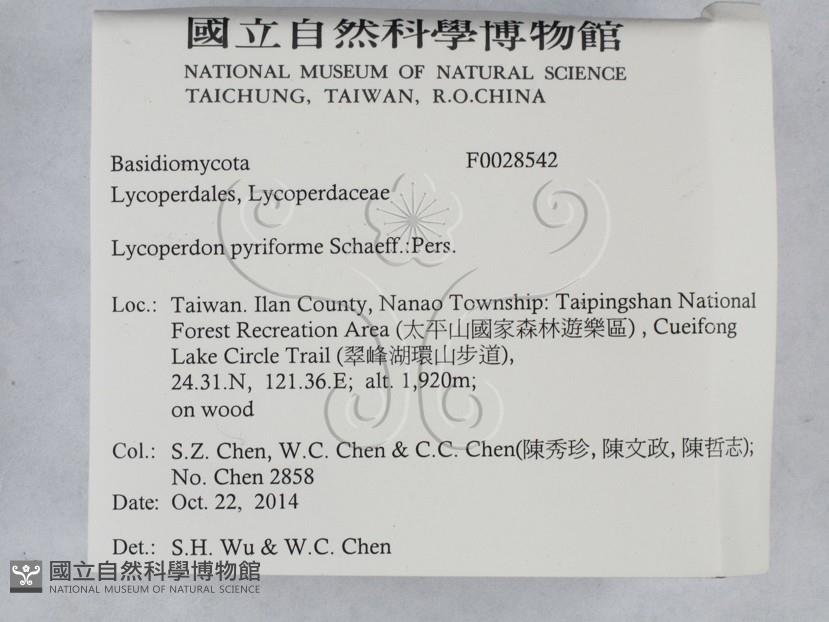 國立自然科學博物館
NATIONAL MUSEUM OF NATURAL SCIENCE
TAICHUNG, TAIWAN, R.O.CHINA
Basidiomycota F0028542
Lycoperdales, Lycoperdaceae
Lycoperdon pyriforme Schaeff.:Pers.
Loc.: Taiwan. Ilan County, Nanao Township: Taipingshan National
Forest Recreation Area (太平山國家森林遊樂區) , Cueifong
Lake Circle Trail (翠峰湖環山步道),
24.31.N, 121.36.E; alt. 1,920m;
on wood
Col.: S.Z. Chen, W.C. Chen & C.C. Chen(陳秀珍, 陳文政, 陳哲志);
No. Chen 2858
Date: Oct. 22, 2014
Det.: S.H. Wu & W.C. Chen
國立自然科學博物館
NATIONAL MUSEUM OF NATURAL SCIENCE